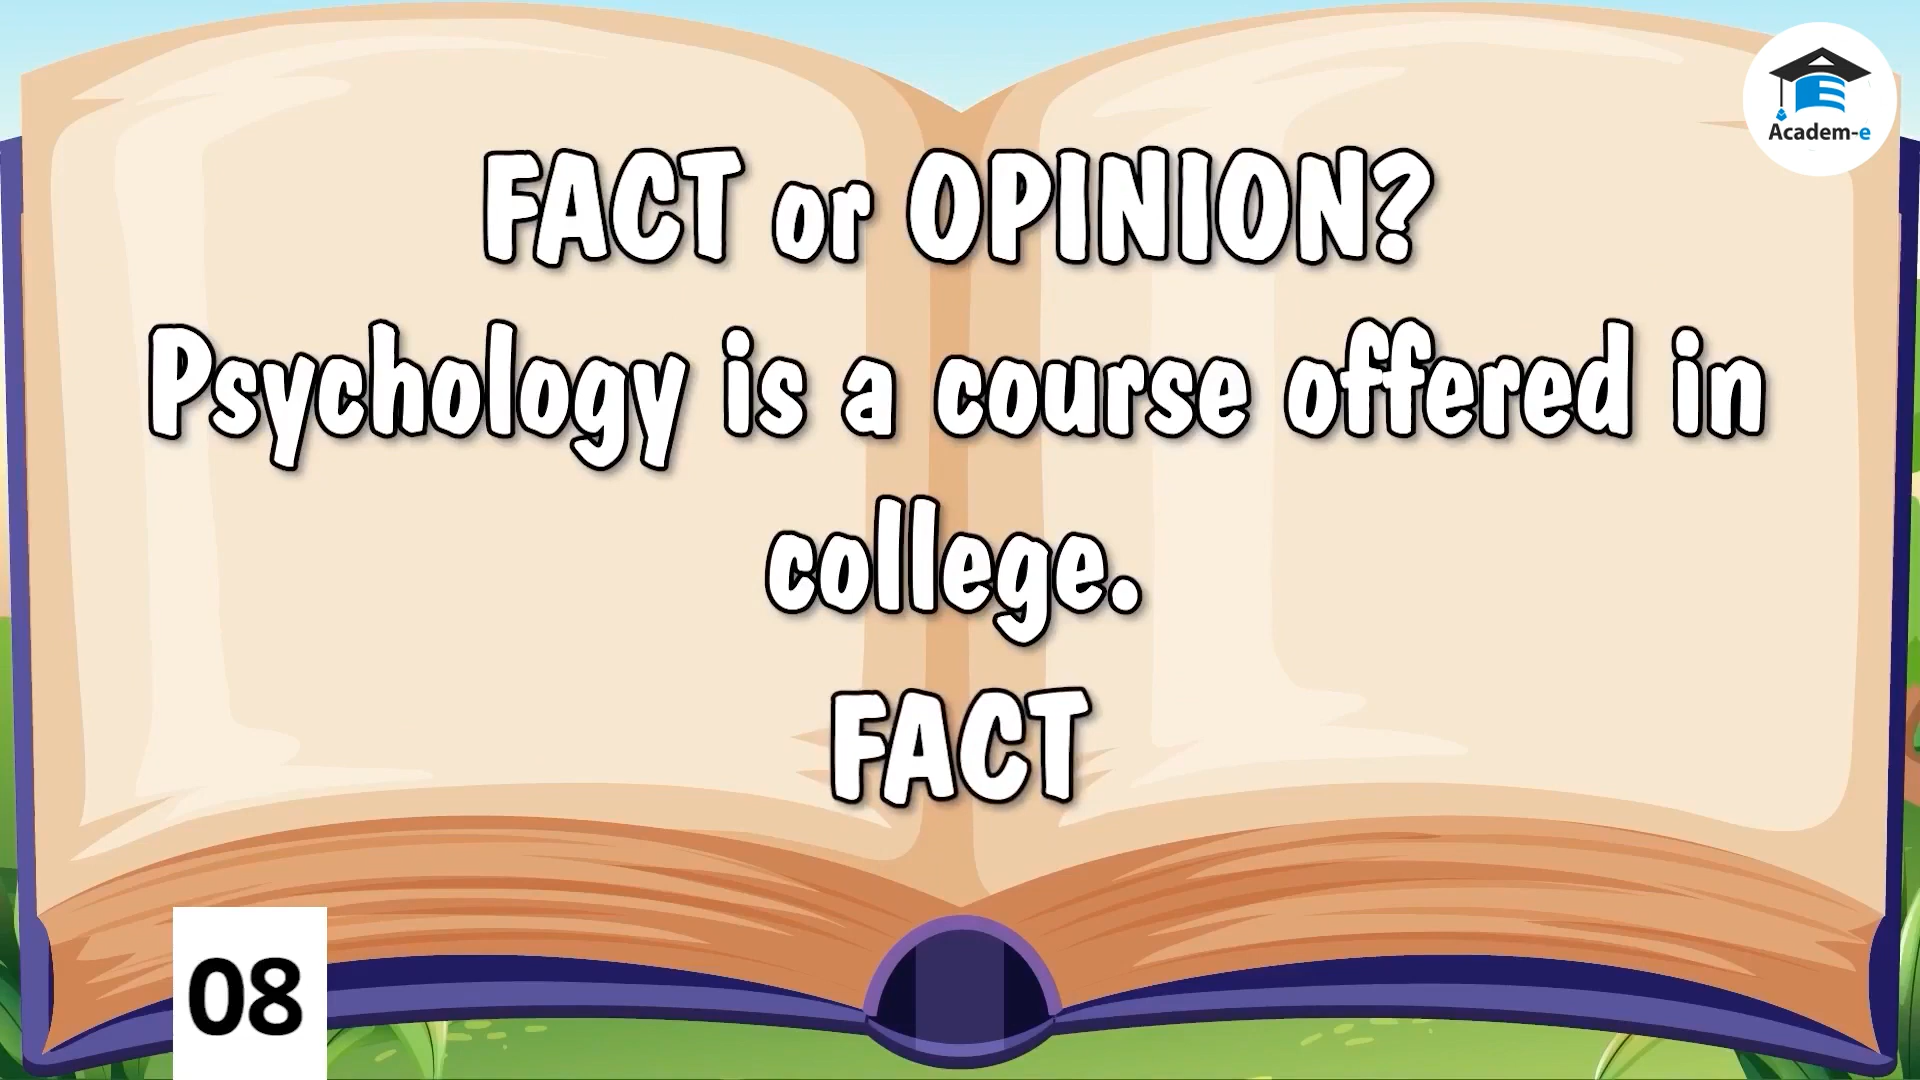 Academ-e
FACT or OPINION?
Psychology is a course offered in
college.
FACT
08